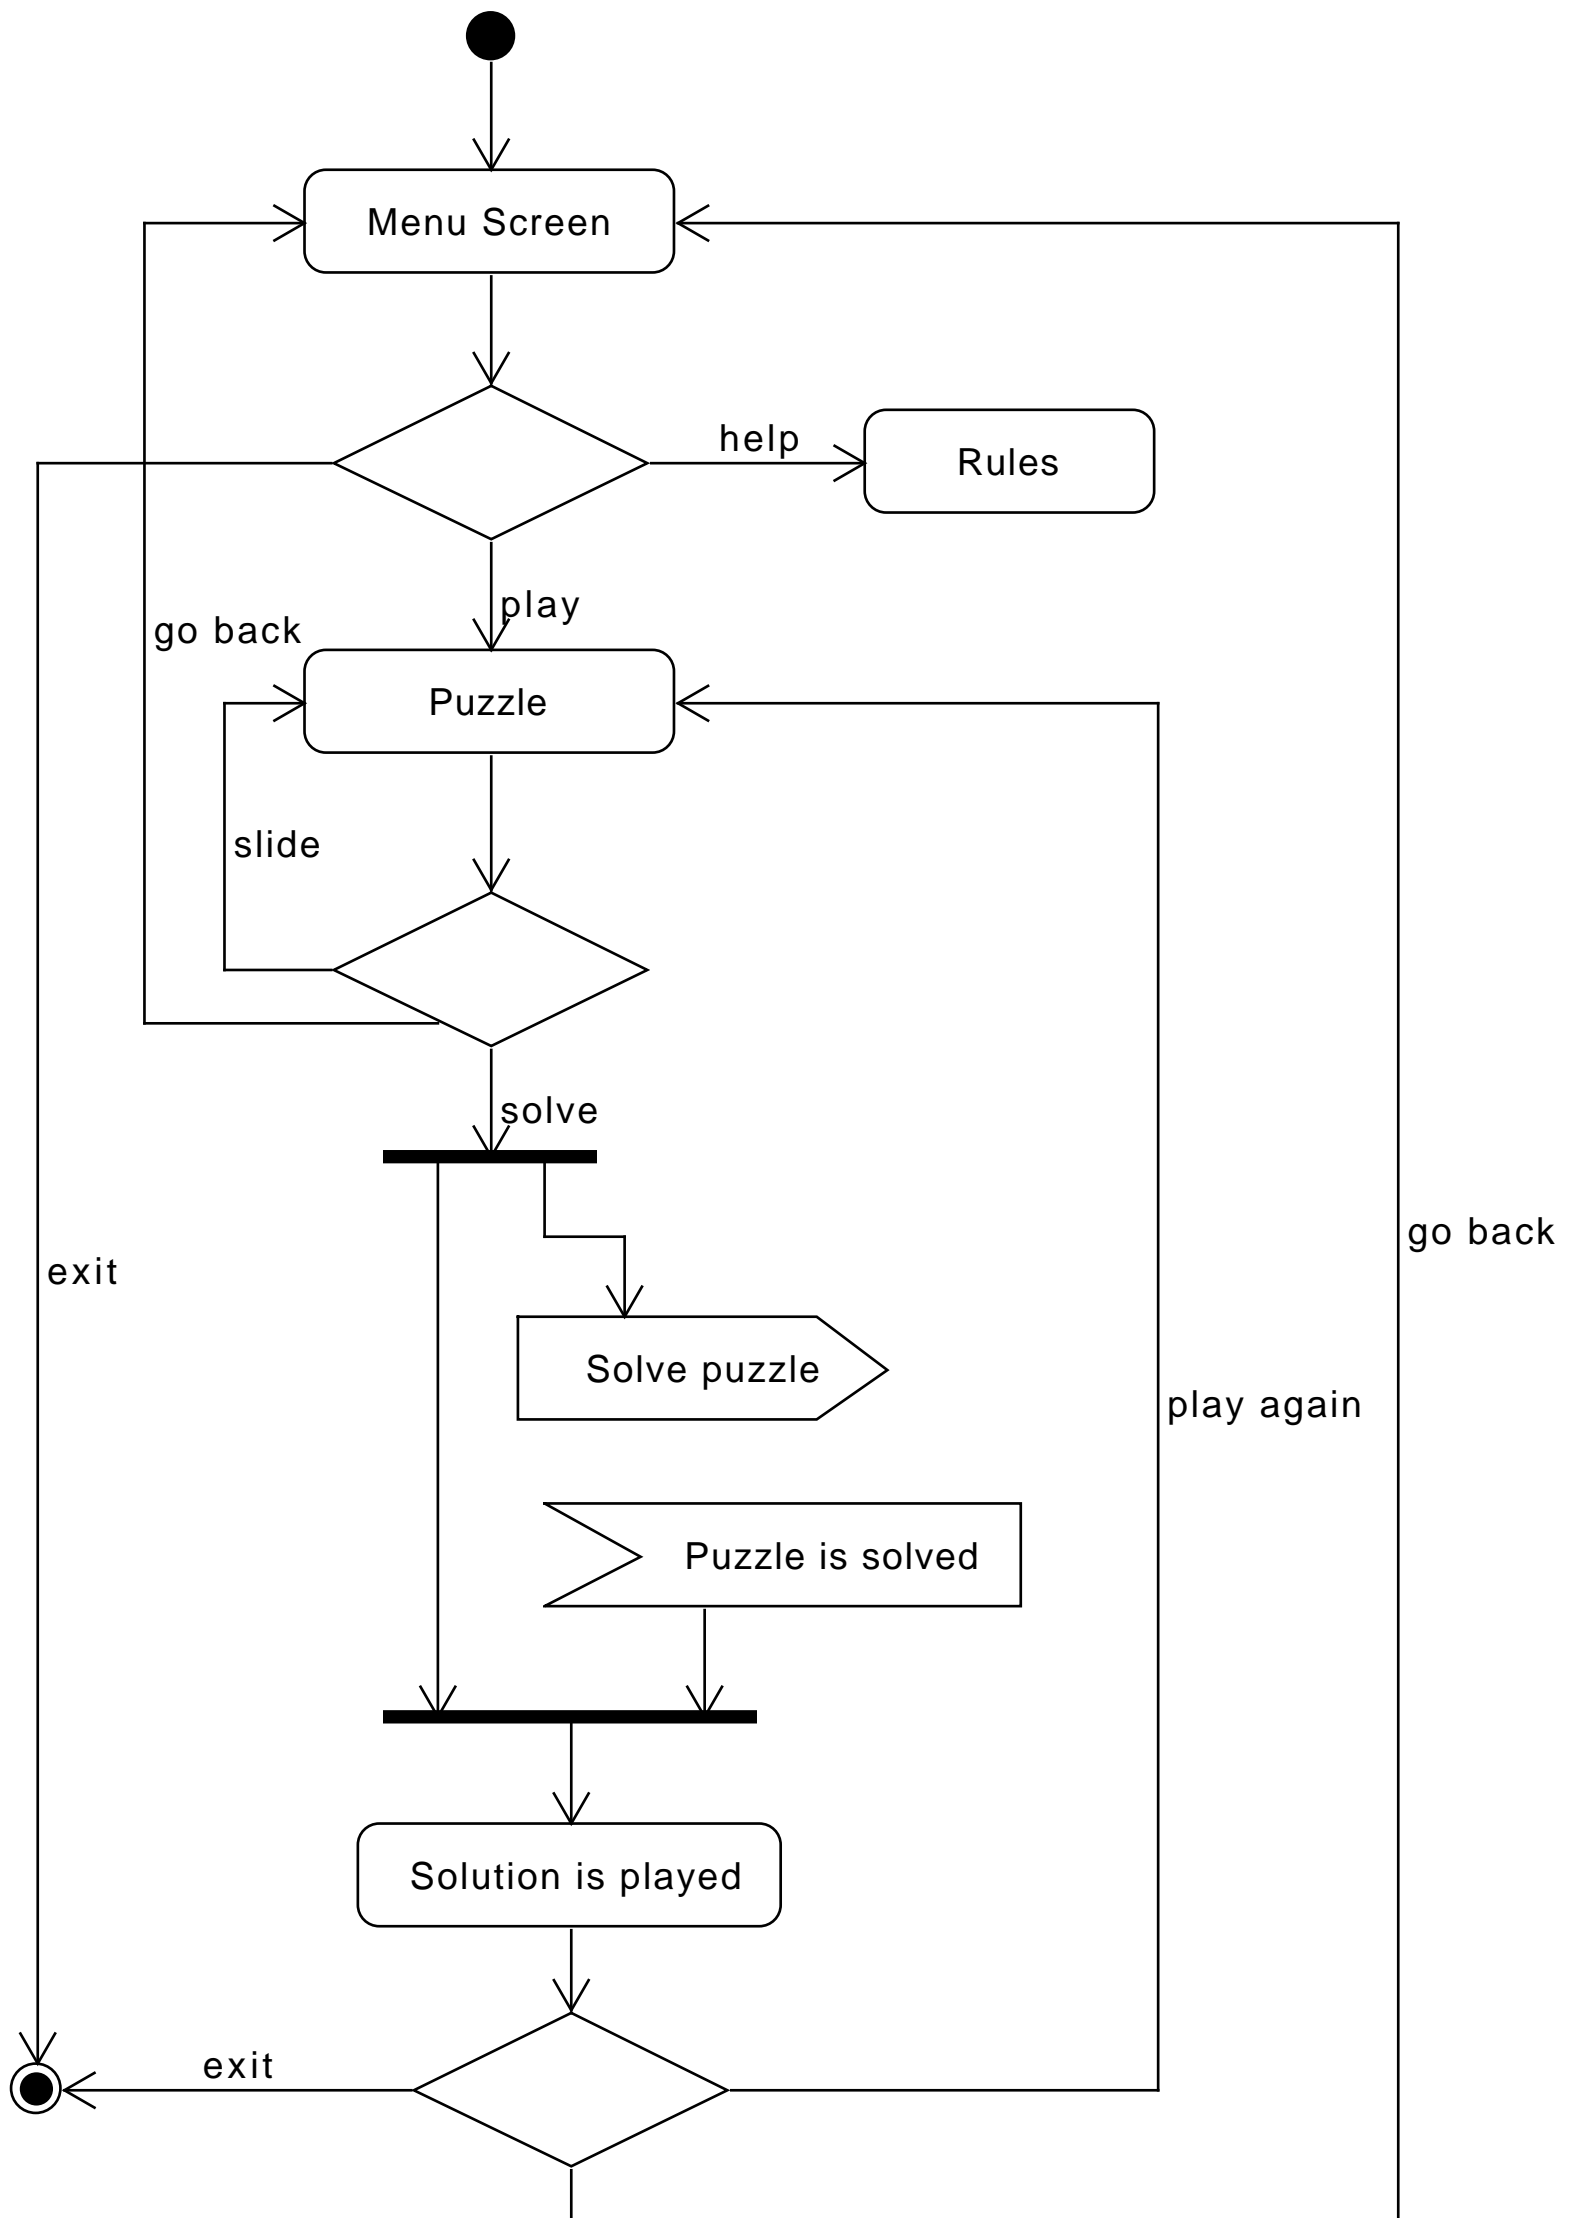 Menu Screen
help
Rules
play
go back
Puzzle
slide
solve
go back
exit
Solve puzzle
play again
Puzzle is solved
Solution is played
exit